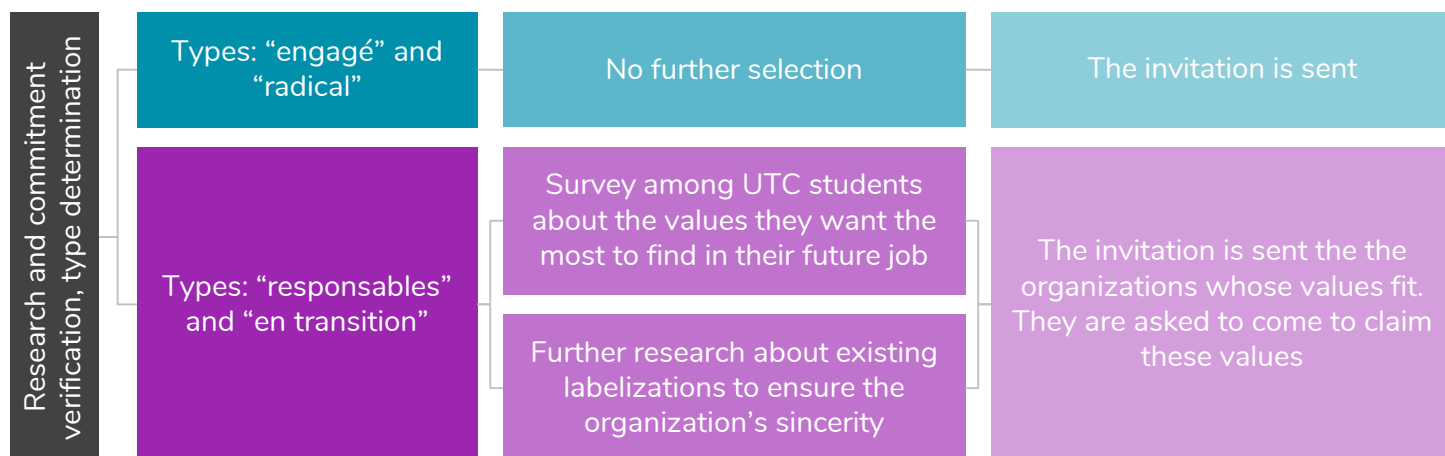 Research and commitment
verification, type determination
Types: “engagé” and
“radical”
No further selection
The invitation is sent
Types: “responsables”
and “en transition”
Survey among UTC students
about the values they want the
most to find in their future job
Further research about existing
labelizations to ensure the
organization’s sincerity
The invitation is sent the the
organizations whose values fit.
They are asked to come to claim
these values